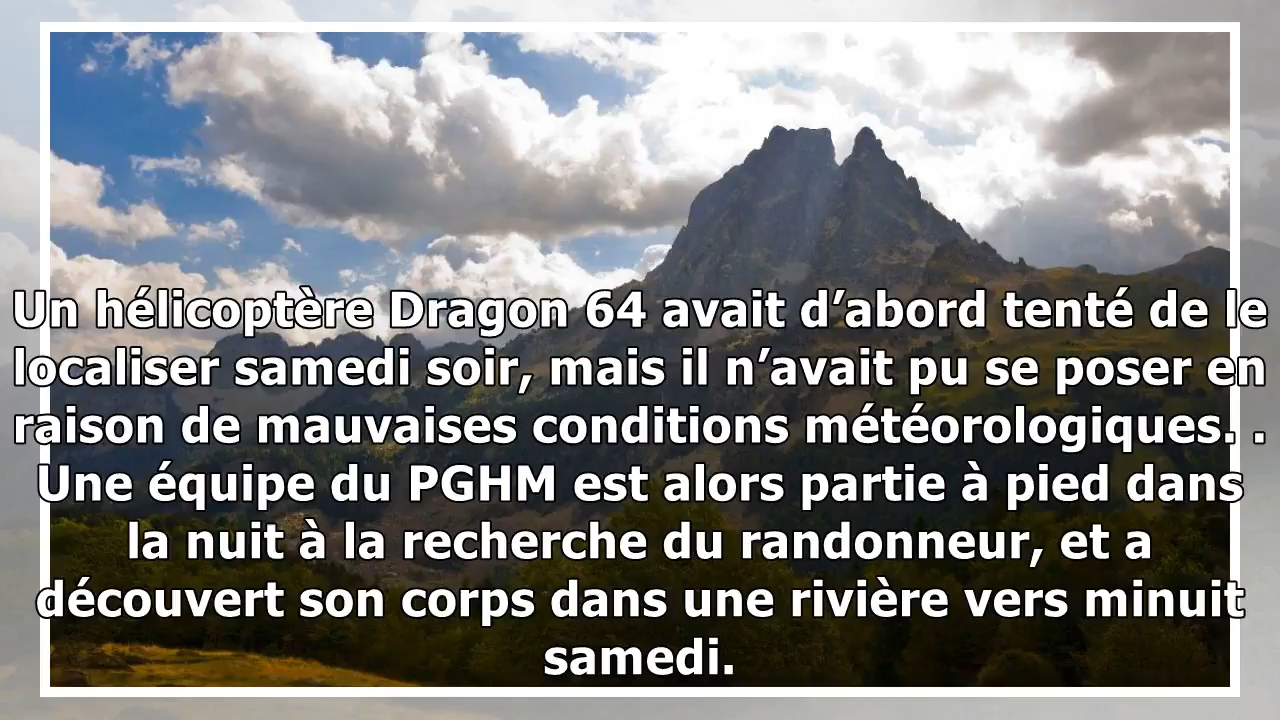 Un hélicoptère Dragon 64 avait d’abord tenté de le
localiser samedi soir, mais il n’avait pu se poser en
raison de mauvaises conditions météorologiques. .
Une équipe du PGHM est alors partie à pied dans
la nuit à la recherche du randonneur, et a
découvert son corps dans une rivière vers minuit
samedi.